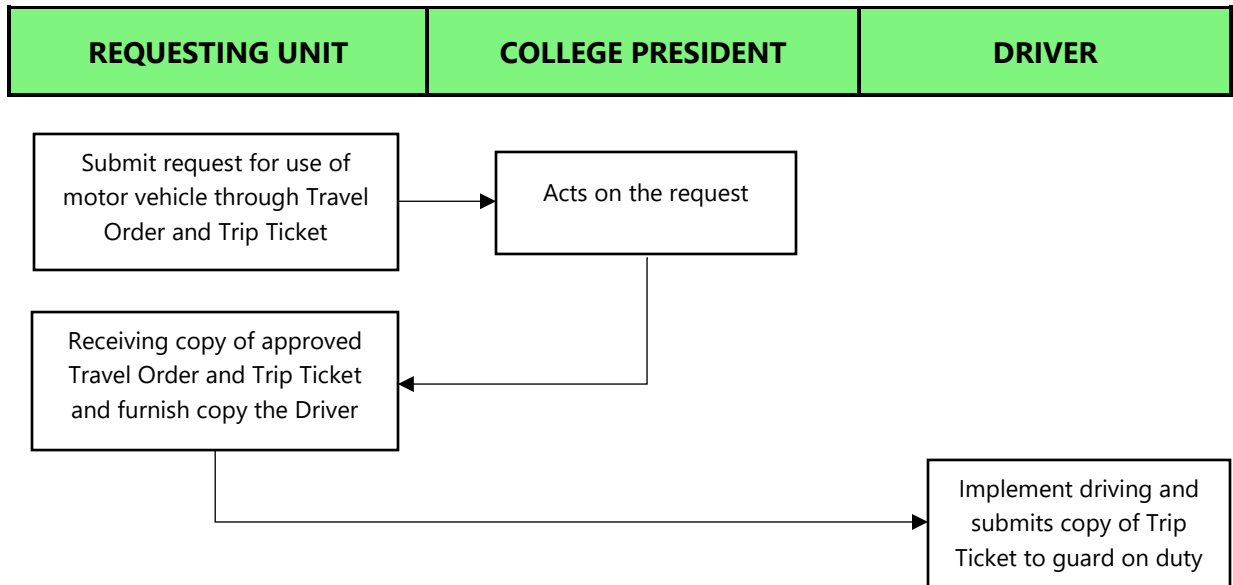 REQUESTING UNIT
COLLEGE PRESIDENT
DRIVER
Submit request for use of
motor vehicle through Travel
Order and Trip Ticket
Acts on the request
Receiving copy of approved
Travel Order and Trip Ticket
and furnish copy the Driver
Implement driving and
submits copy of Trip
Ticket to guard on duty